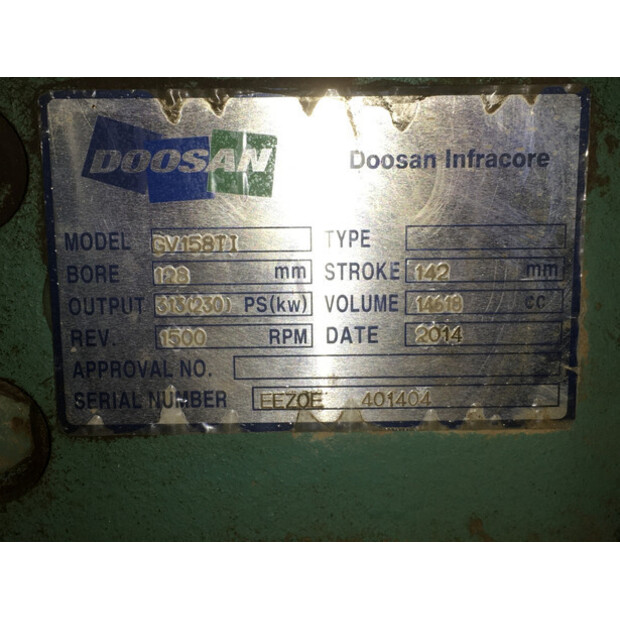 DOOSAN Doosan Infracore
MODEL GV158TI TYPE
BORE 128 mm STROKE 142 mm
OUTPUT 313(230) PS(kw) VOLUME 14618 cc
REV. 1500 RPM DATE 2014
APPROVAL NO.
SERIAL NUMBER EEZOE 401404